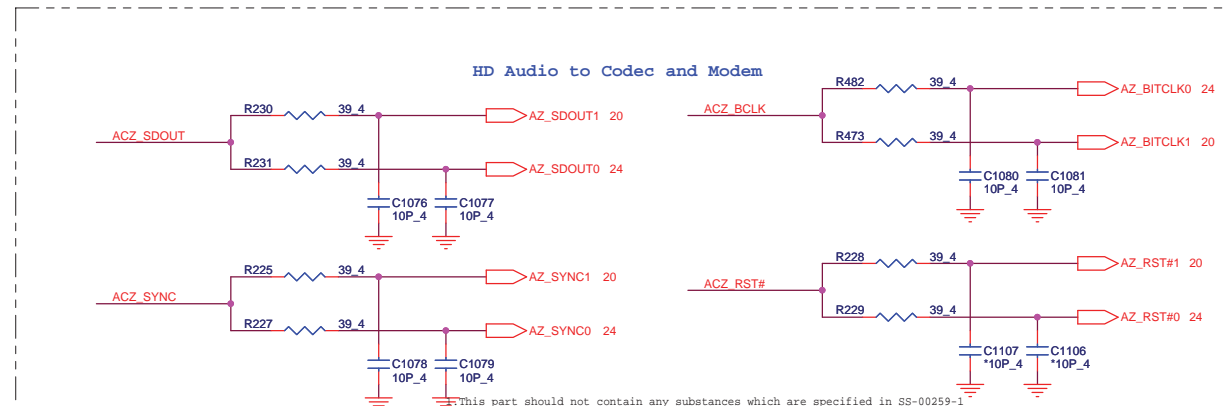 HD Audio to Codec and Modem
ACZ_SDOUT
R230 39_4 AZ_SDOUT1 20
R231 39_4 AZ_SDOUT0 24
C1076
10P_4
C1077
10P_4
ACZ_BCLK
R482 39_4 AZ_BITCLK0 24
R473 39_4 AZ_BITCLK1 20
C1080
10P_4
C1081
10P_4
ACZ_SYNC
R225 39_4 AZ_SYNC1 20
R227 39_4 AZ_SYNC0 24
C1078
10P_4
C1079
10P_4
ACZ_RST#
R228 39_4 AZ_RST#1 20
R229 39_4 AZ_RST#0 24
C1107
*10P_4
C1106
*10P_4
1.This part should not contain any substances which are specified in SS-00259-1